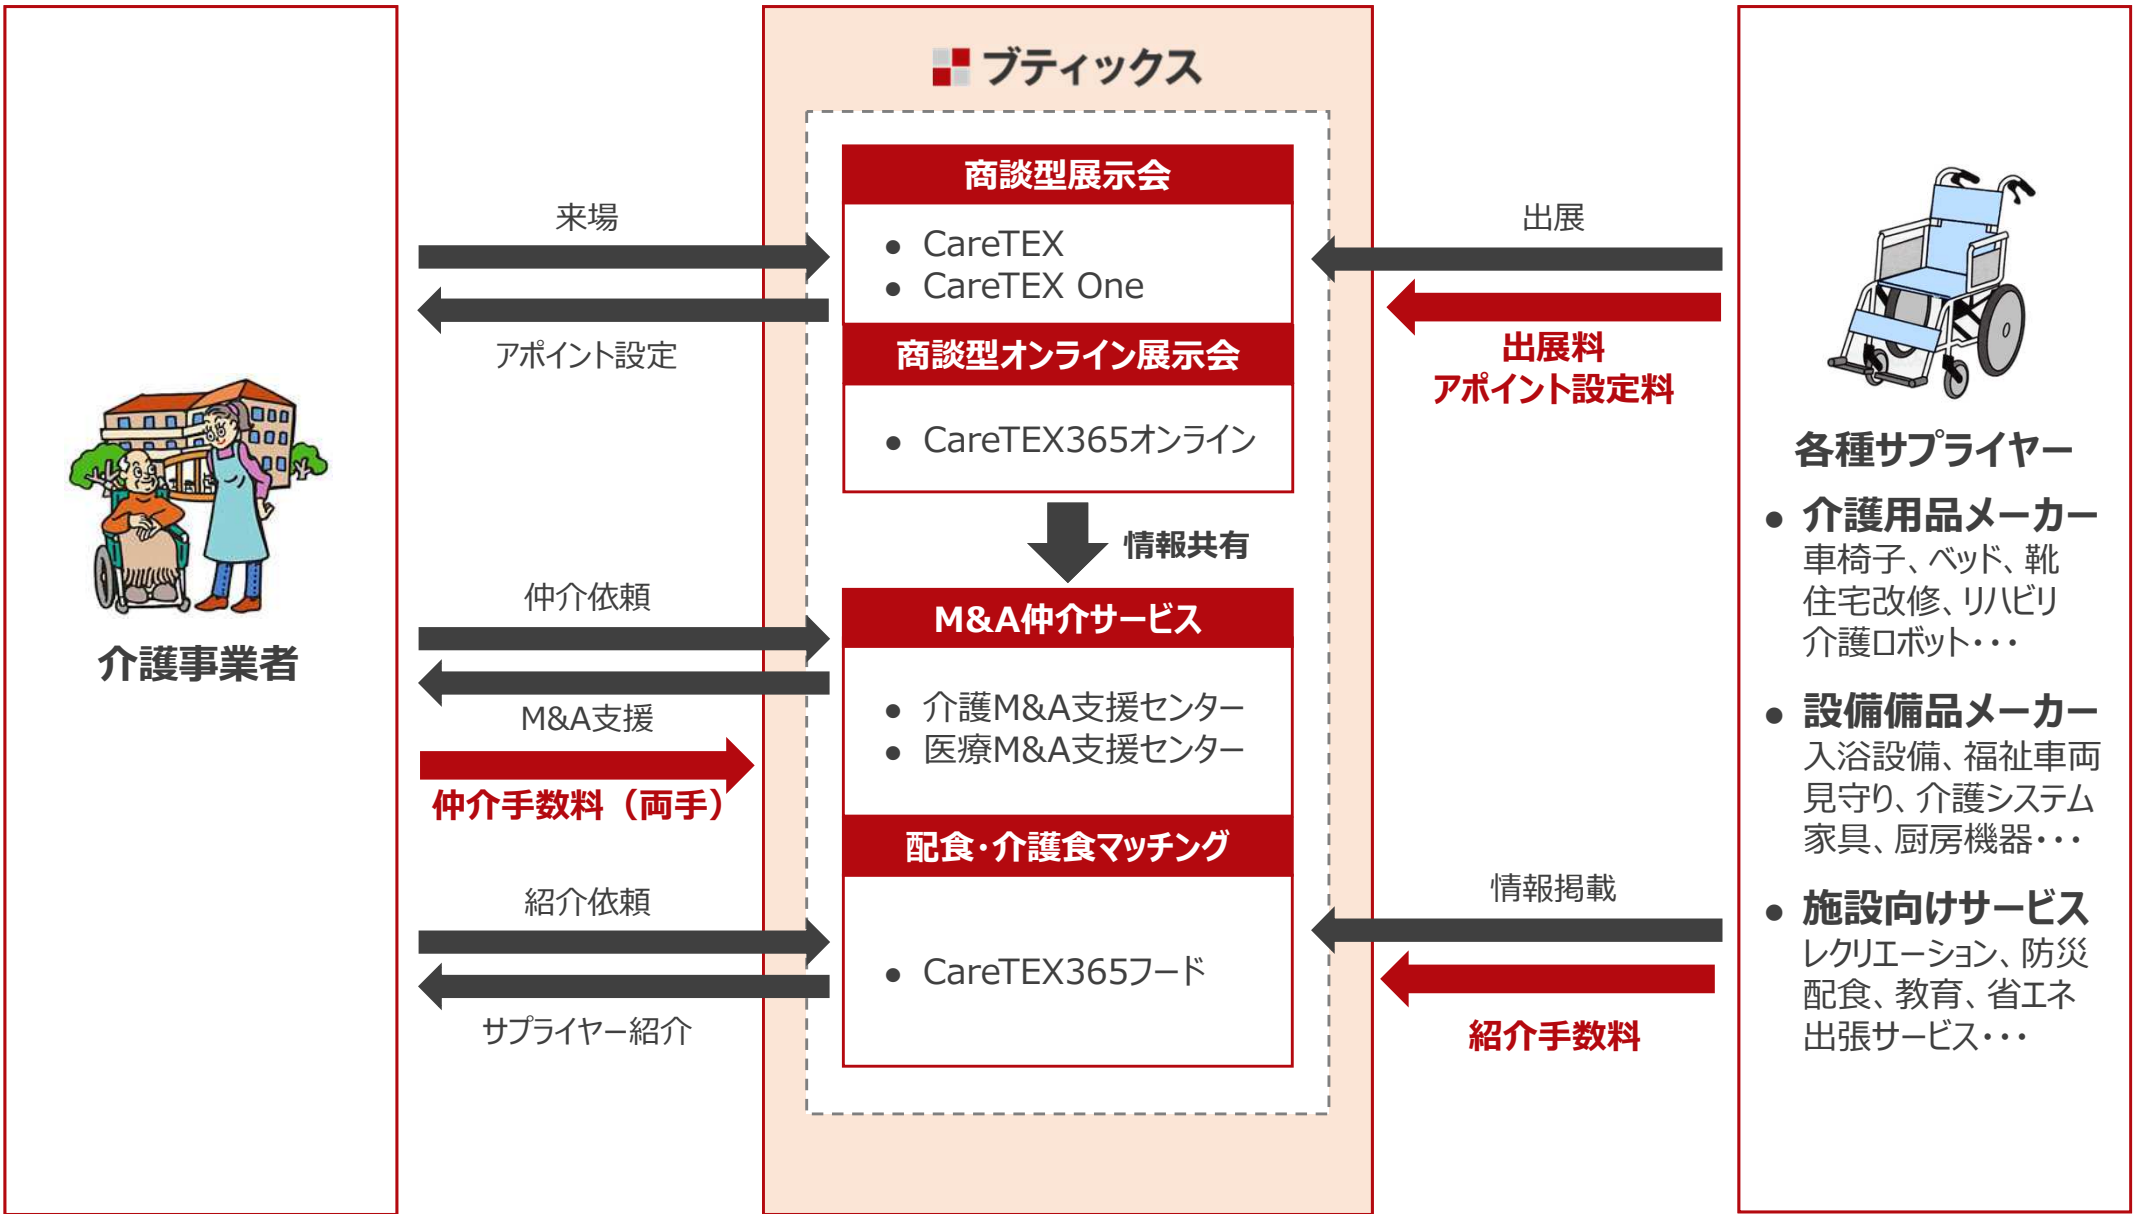 ブティックス
商談型展示会
● CareTEX
● CareTEX One
商談型オンライン展示会
● CareTEX365オンライン
情報共有
M&A仲介サービス
● 介護M&A支援センター
● 医療M&A支援センター
配食・介護食マッチング
● CareTEX365フード
介護事業者
来場
アポイント設定
仲介依頼
M&A支援
仲介手数料（両手）
紹介依頼
サプライヤー紹介
出展
出展料
アポイント設定料
情報掲載
紹介手数料
各種サプライヤー
● 介護用品メーカー
車椅子、ベッド、靴
住宅改修、リハビリ
介護ロボット・・・
● 設備備品メーカー
入浴設備、福祉車両
見守り、介護システム
家具、厨房機器・・・
● 施設向けサービス
レクリエーション、防災
配食、教育、省エネ
出張サービス・・・